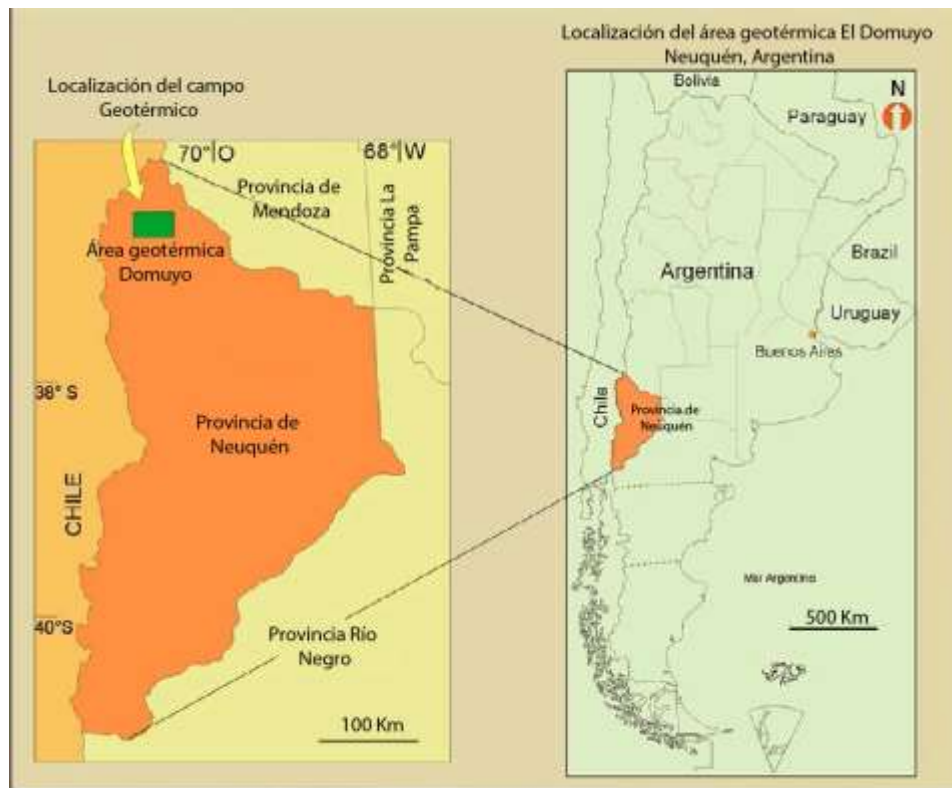 Localización del campo
Geotérmico
70°|O
68°|W
Provincia de
Mendoza
Provincia La
Pampa
Área geotérmica
Domuyo
38° S
Provincia de
Neuquén
CHILE
40°S
Provincia Río
Negro
100 Km
Localización del área geotérmica El Domuyo
Neuquén, Argentina
Bolivia
N
Paraguay
Brazil
Argentina
Uruguay
Buenos Aires
Chile
Provincia de
Neuquén
Mar Argentino
500 Km